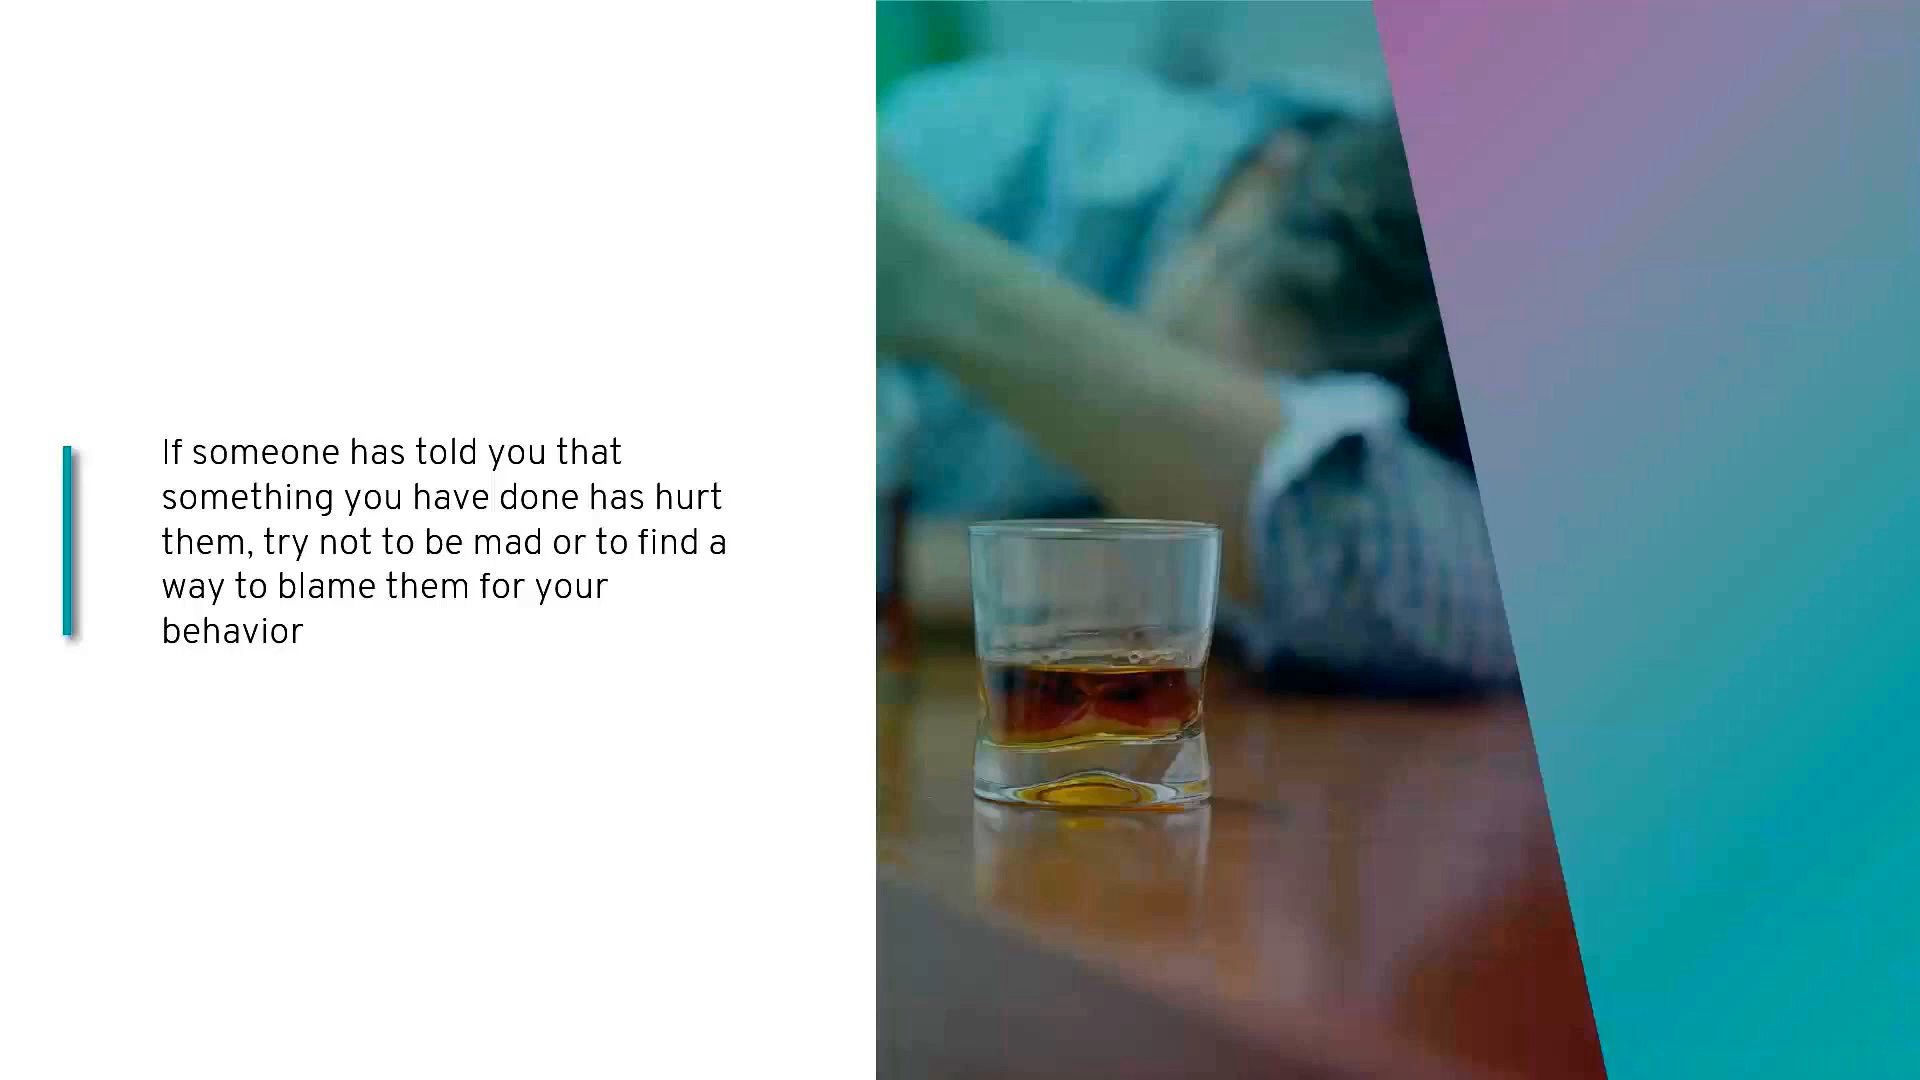 If someone has told you that
something you have done has hurt
them, try not to be mad or to find a
way to blame them for your
behavior